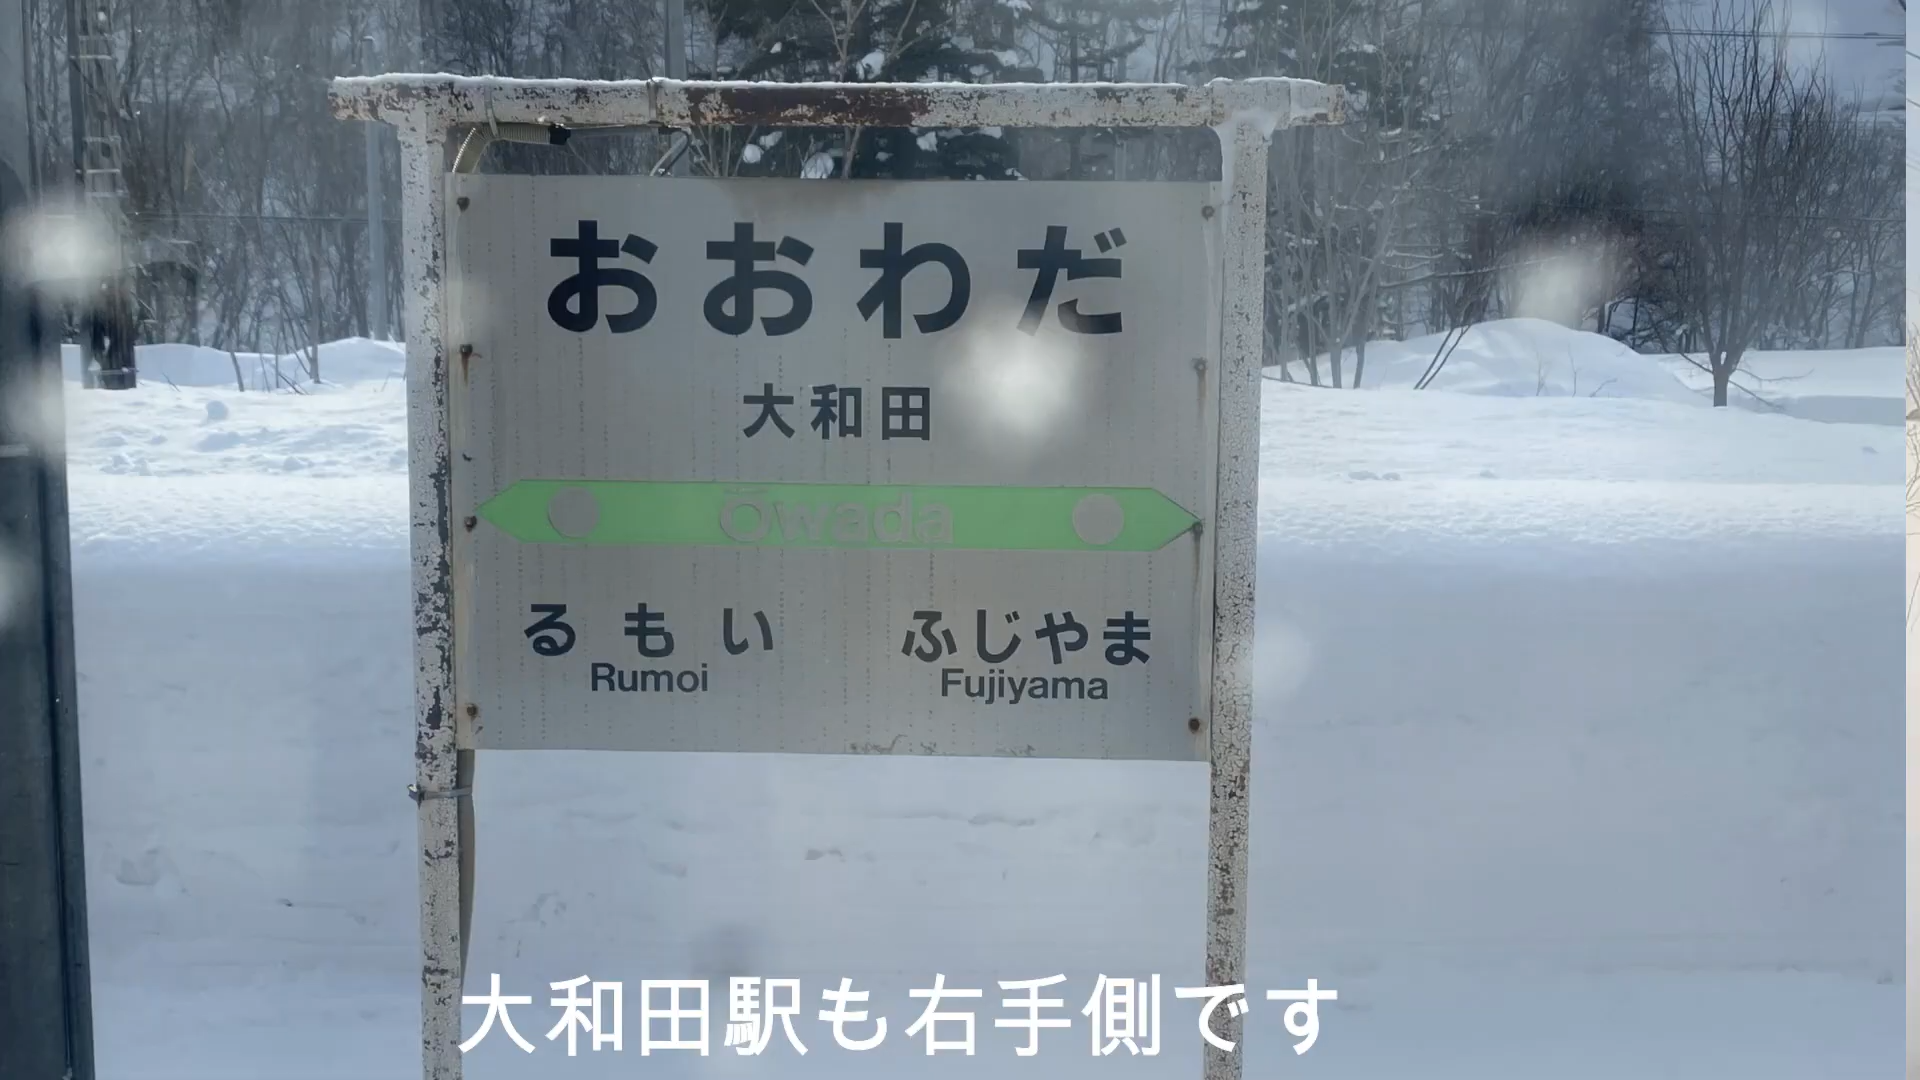 おおわだ
大和田
Ōwada
るもい ふじやま
Rumoi Fujiyama
大和田駅も右手側です